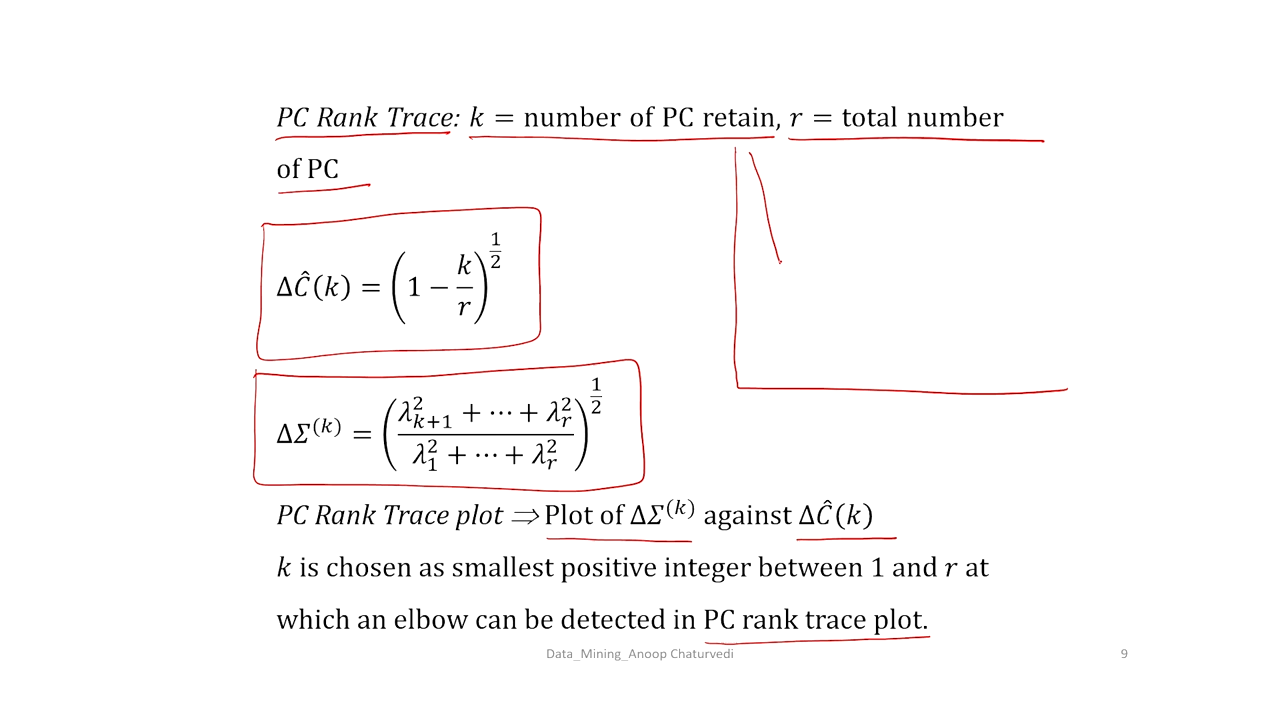 PC Rank Trace: k = number of PC retain, r = total number
of PC
ΔĈ(k) = (1 − k/r)^(1/2)
ΔΣ^(k) = ((λ²_{k+1} + ⋯ + λ²_r)/(λ²_1 + ⋯ + λ²_r))^(1/2)
PC Rank Trace plot ⇒ Plot of ΔΣ^(k) against ΔĈ(k)
k is chosen as smallest positive integer between 1 and r at
which an elbow can be detected in PC rank trace plot.
Data_Mining_Anoop Chaturvedi
9